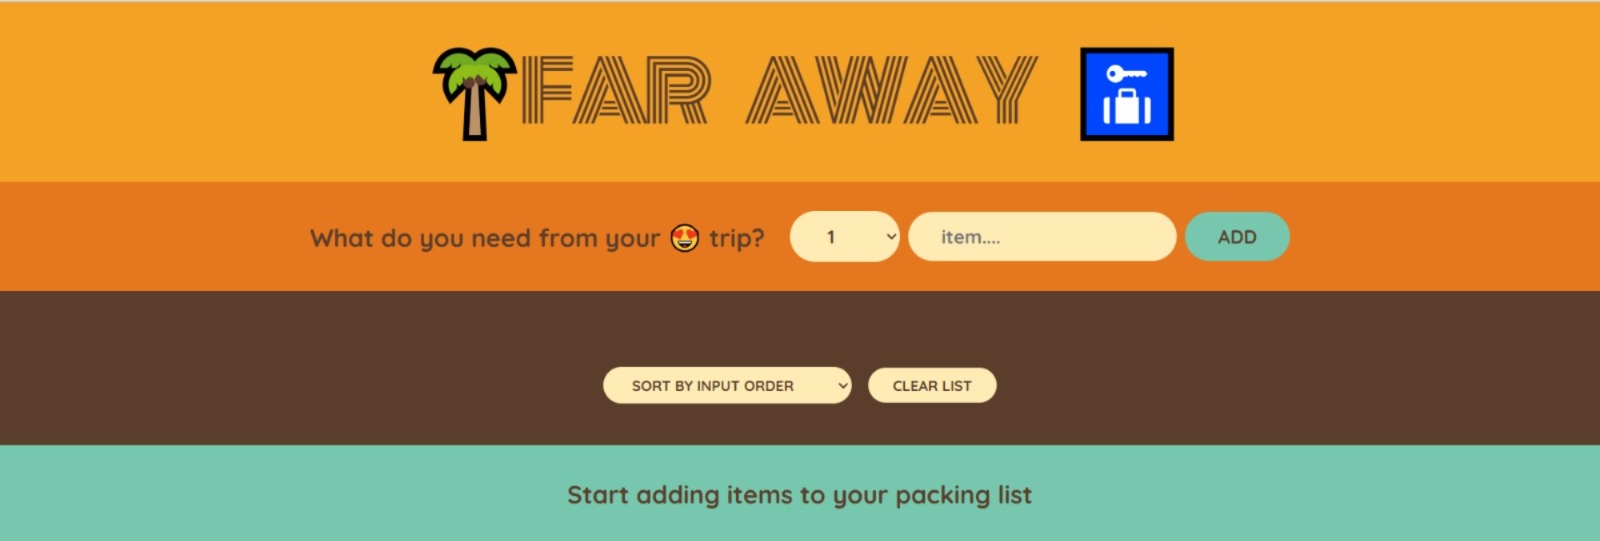 FAR AWAY
What do you need from your 😍 trip? 1 item.... ADD
SORT BY INPUT ORDER CLEAR LIST
Start adding items to your packing list